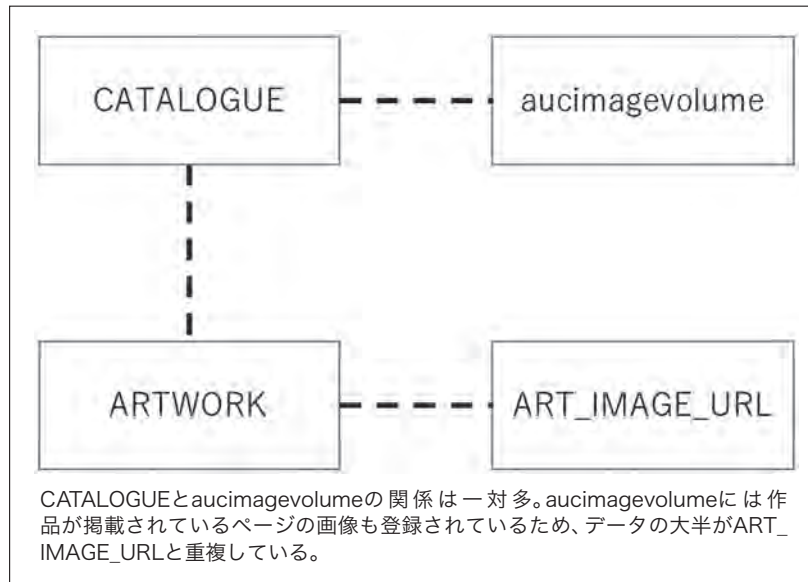 CATALOGUE
aucimagevolume
ARTWORK
ART_IMAGE_URL
CATALOGUEとaucimagevolumeの関係は一対多。aucimagevolumeには作
品が掲載されているページの画像も登録されているため、データの大半がART_
IMAGE_URLと重複している。